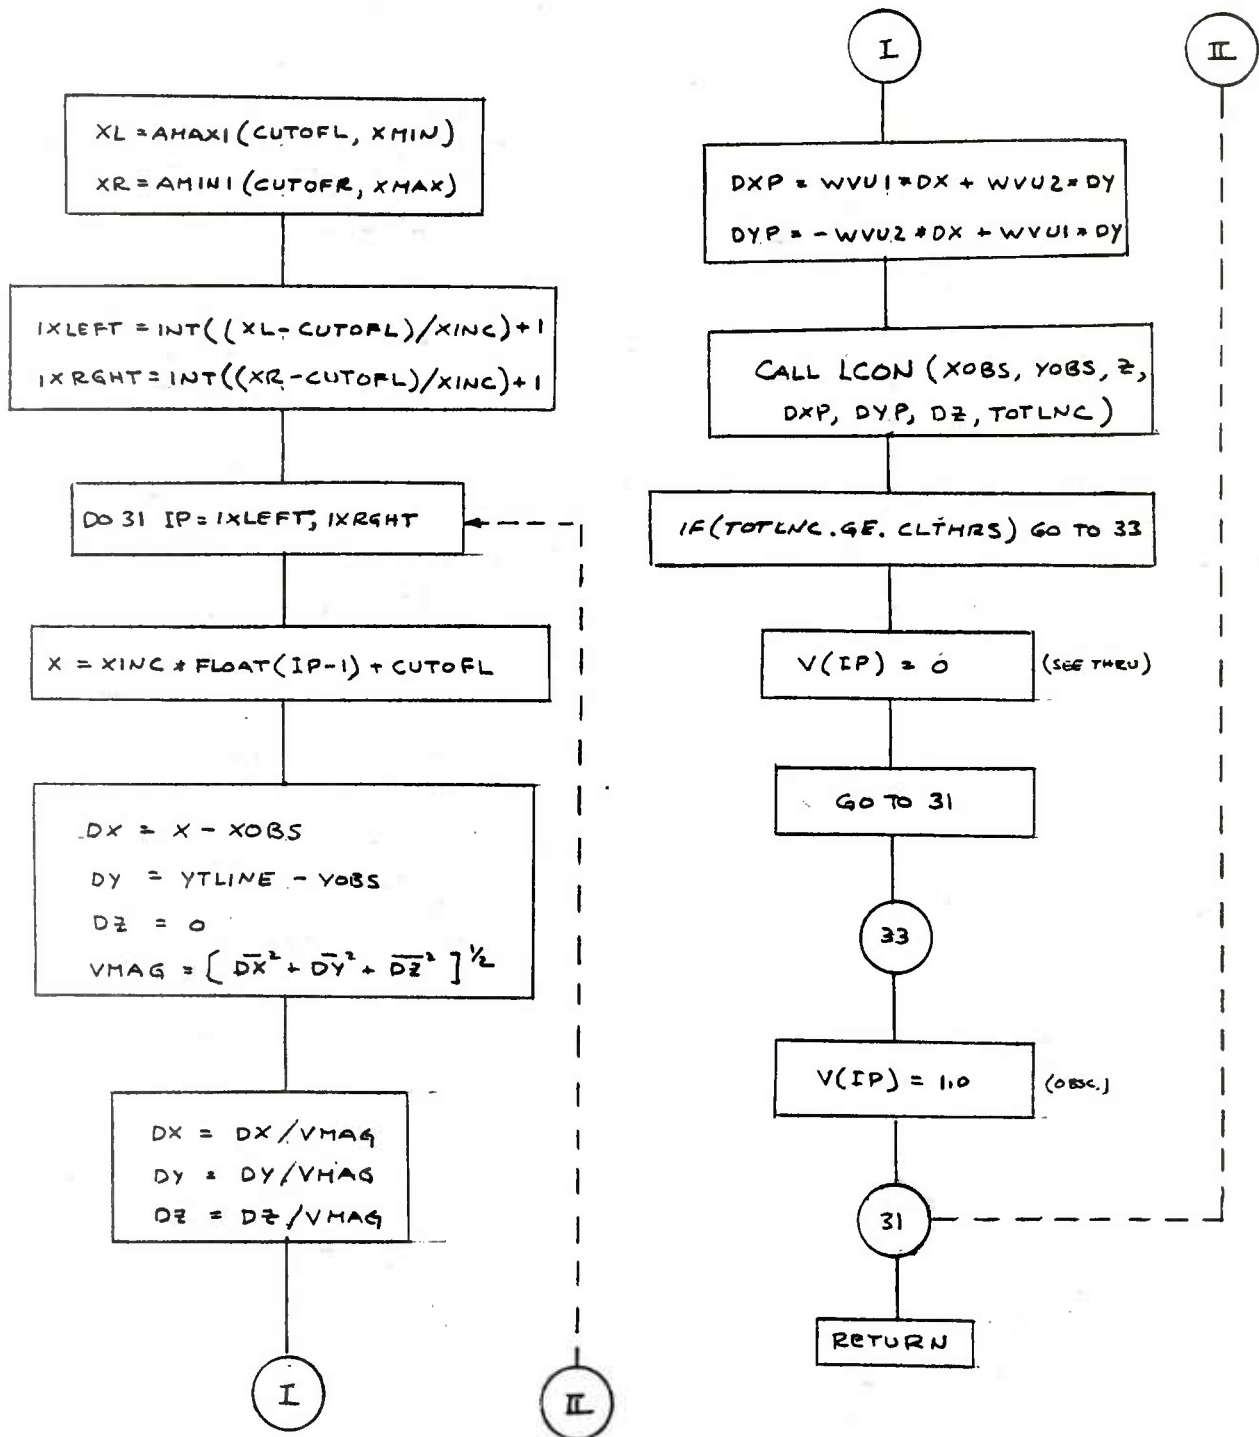 XL = AMAX1(CUTOFL, XMIN)
XR = AMIN1(CUTOFR, XMAX)
IXLEFT = INT((XL-CUTOFL)/XINC)+1
IXRGHT = INT((XR-CUTOFL)/XINC)+1
DO 31 IP = IXLEFT, IXRGHT
X = XINC * FLOAT(IP-1) + CUTOFL
DX = X - XOBS
DY = YTLINE - YOBS
DZ = 0
VMAG = [D̅X̅² + D̅Y̅² + D̅Z̅²]^½
DX = DX/VMAG
DY = DY/VMAG
DZ = DZ/VMAG
I
II
I
II
DXP = WVU1*DX + WVU2*DY
DYP = -WVU2*DX + WVU1*DY
CALL LCON (XOBS, YOBS, Z,
DXP, DYP, DZ, TOTLNC)
IF(TOTLNC.GE.CLTHRS) GO TO 33
V(IP) = 0 (SEE THRU)
GO TO 31
33
V(IP) = 1.0 (OBSC.)
31
RETURN